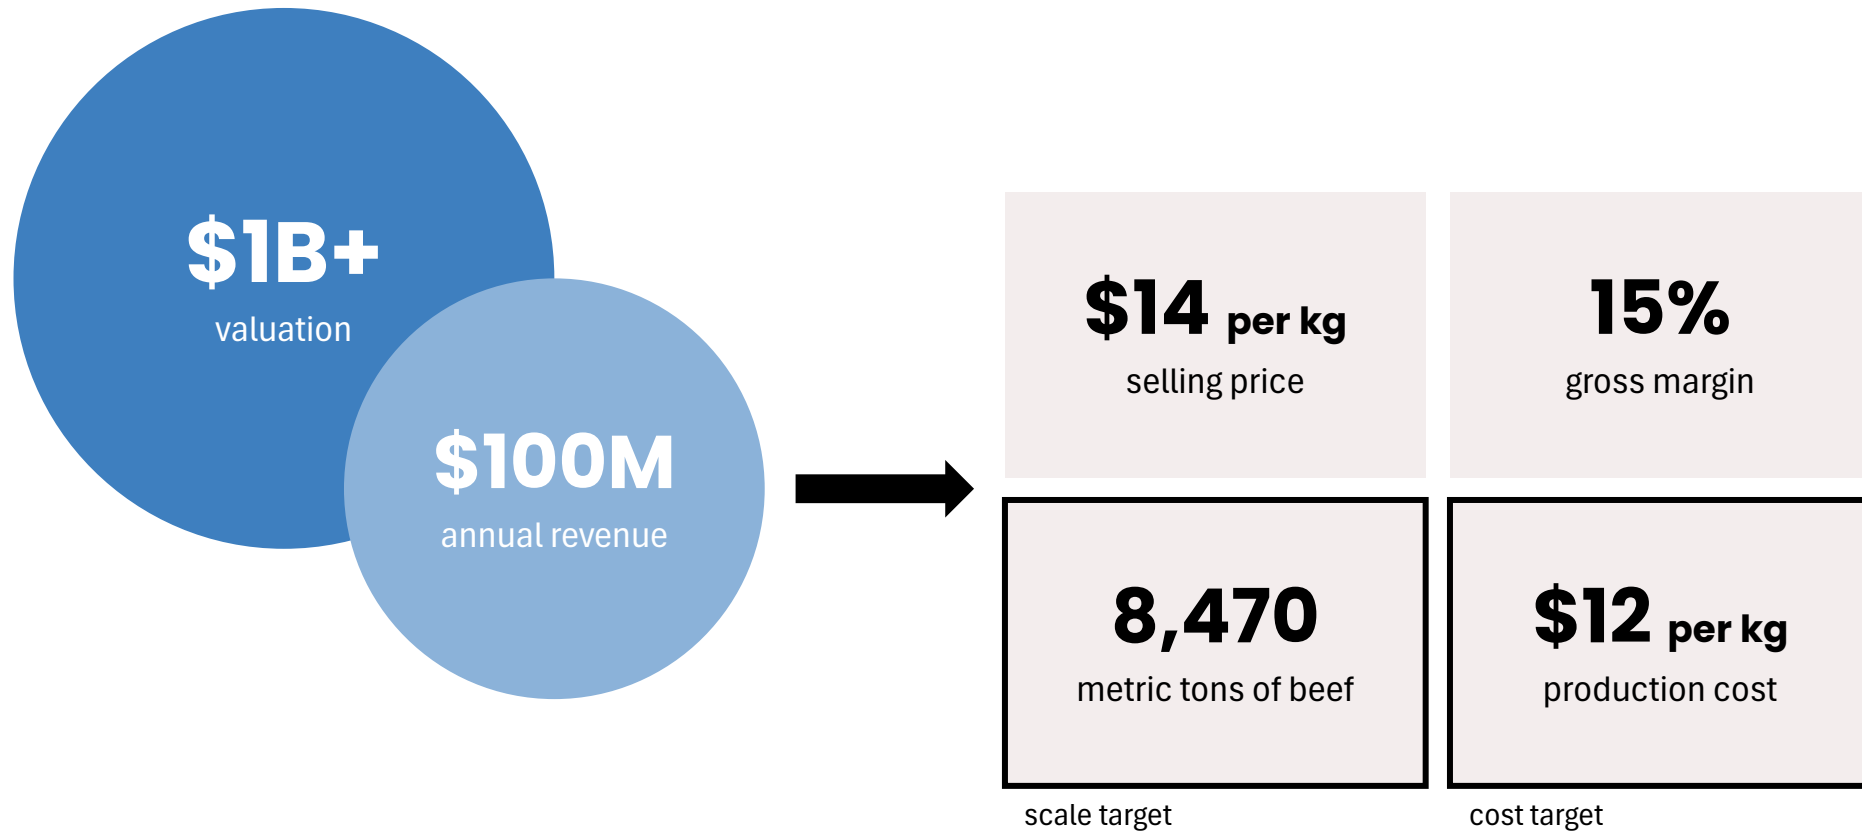 $1B+
valuation
$100M
annual revenue
$14 per kg
selling price
15%
gross margin
8,470
metric tons of beef
scale target
$12 per kg
production cost
cost target